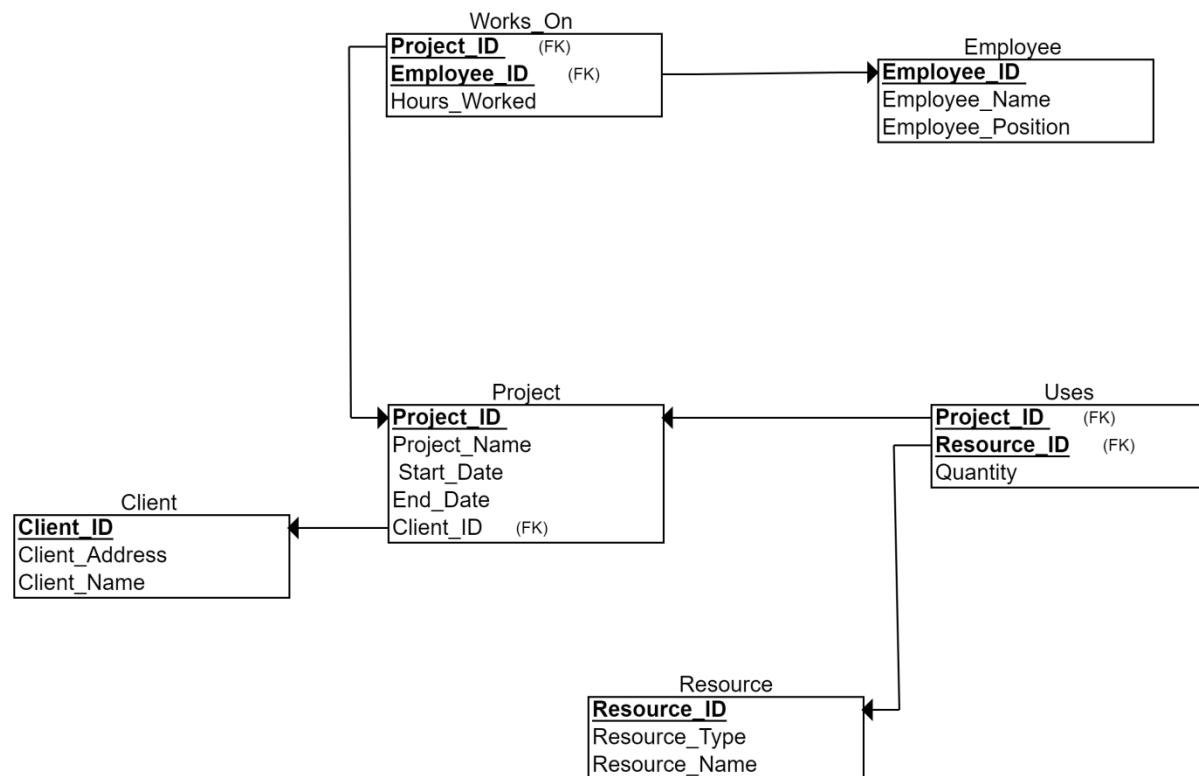 Works_On
Project_ID (FK)
Employee_ID (FK)
Hours_Worked
Employee
Employee_ID
Employee_Name
Employee_Position
Project
Project_ID
Project_Name
Start_Date
End_Date
Client_ID (FK)
Uses
Project_ID (FK)
Resource_ID (FK)
Quantity
Client
Client_ID
Client_Address
Client_Name
Resource
Resource_ID
Resource_Type
Resource_Name